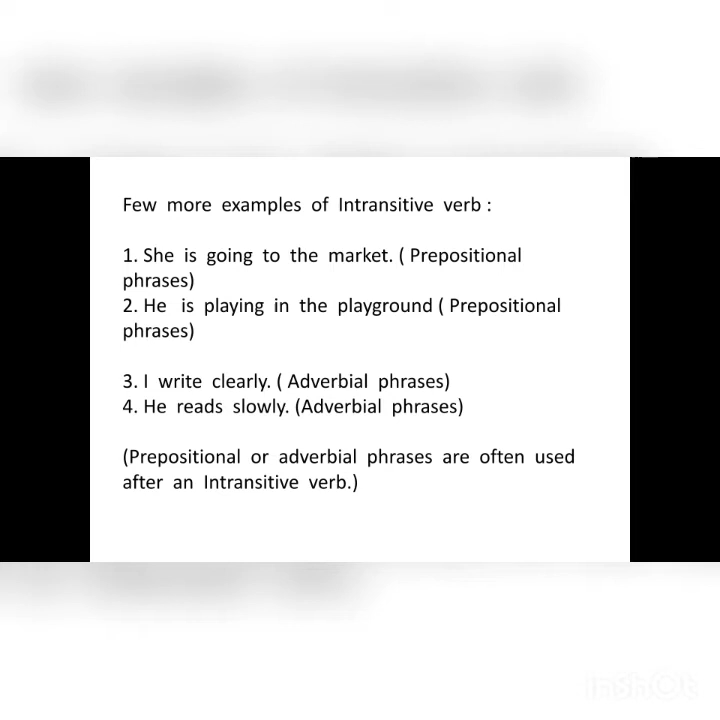 Few more examples of Intransitive verb :
1. She is going to the market. ( Prepositional
phrases)
2. He is playing in the playground ( Prepositional
phrases)
3. I write clearly. ( Adverbial phrases)
4. He reads slowly. (Adverbial phrases)
(Prepositional or adverbial phrases are often used
after an Intransitive verb.)
InShOt